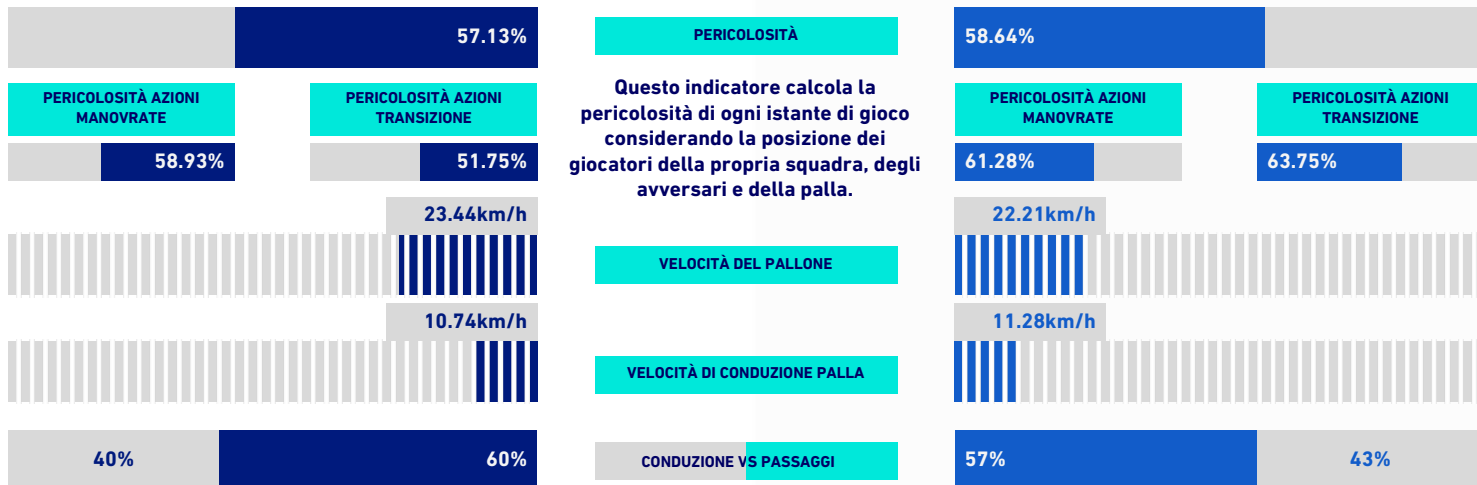 57.13%
PERICOLOSITÀ
58.64%
PERICOLOSITÀ AZIONI
MANOVRATE
PERICOLOSITÀ AZIONI
TRANSIZIONE
58.93%
51.75%
Questo indicatore calcola la
pericolosità di ogni istante di gioco
considerando la posizione dei
giocatori della propria squadra, degli
avversari e della palla.
PERICOLOSITÀ AZIONI
MANOVRATE
PERICOLOSITÀ AZIONI
TRANSIZIONE
61.28%
63.75%
23.44km/h
VELOCITÀ DEL PALLONE
22.21km/h
10.74km/h
VELOCITÀ DI CONDUZIONE PALLA
11.28km/h
40%
60%
CONDUZIONE VS PASSAGGI
57%
43%